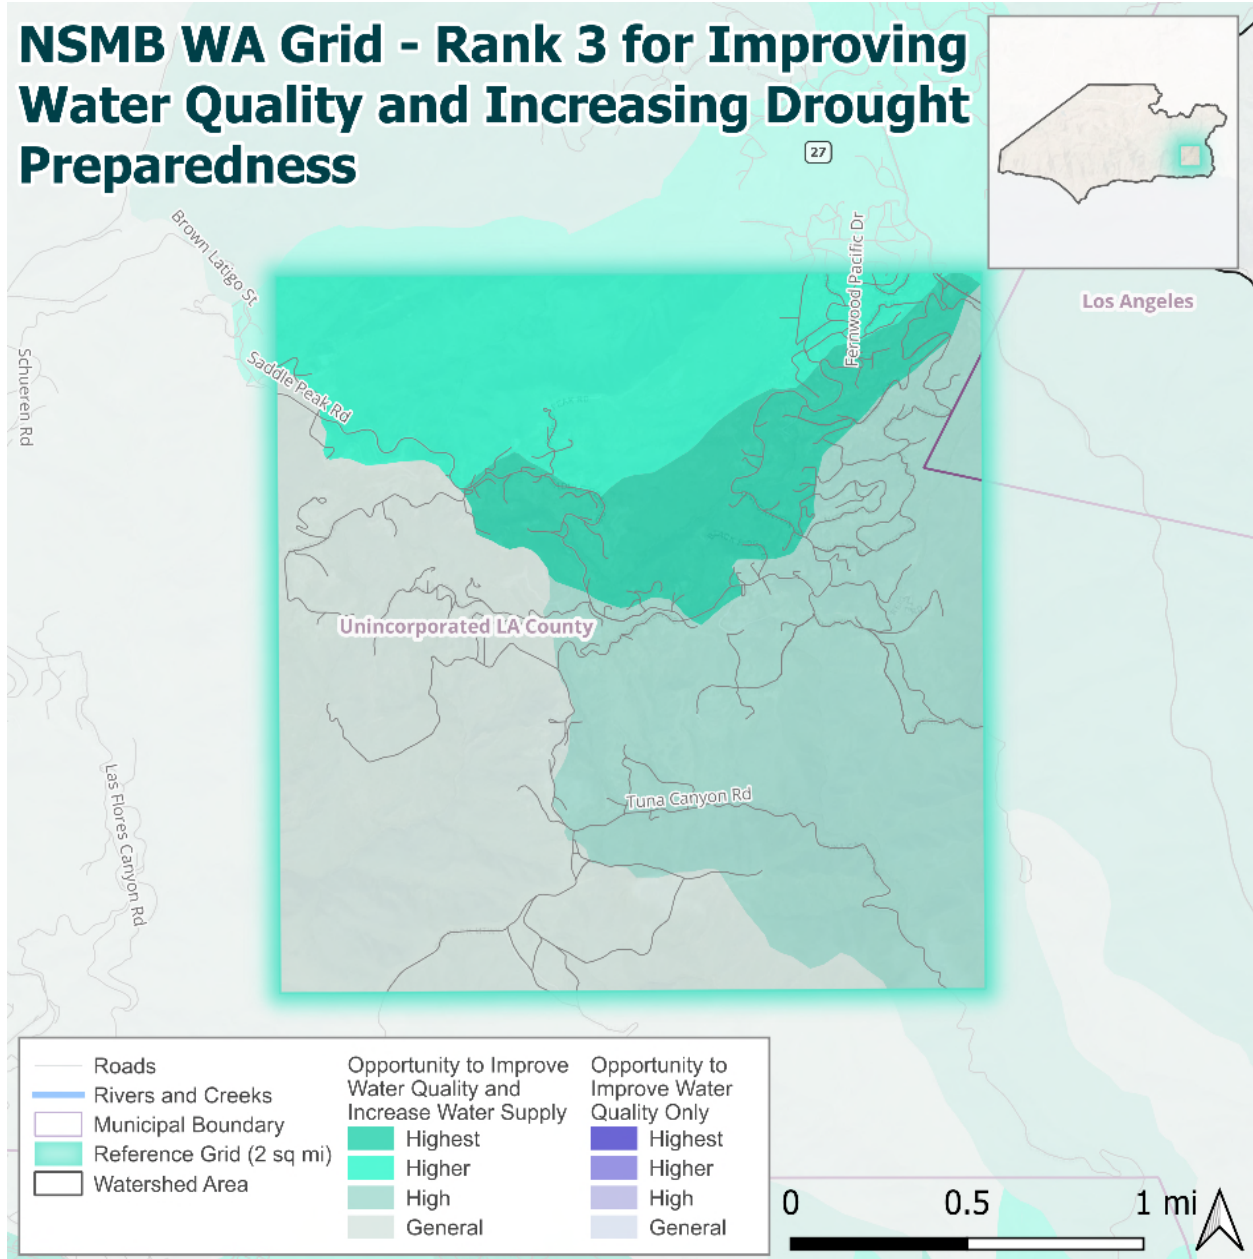 NSMB WA Grid - Rank 3 for Improving
Water Quality and Increasing Drought
Preparedness
27
Brown Latigo St
Fernwood Pacific Dr
Los Angeles
Schueren Rd
Saddle Peak Rd
Unincorporated LA County
Las Flores Canyon Rd
Tuna Canyon Rd
Roads
Rivers and Creeks
Municipal Boundary
Reference Grid (2 sq mi)
Watershed Area
Opportunity to Improve
Water Quality and
Increase Water Supply
Highest
Higher
High
General
Opportunity to
Improve Water
Quality Only
Highest
Higher
High
General
0 0.5 1 mi